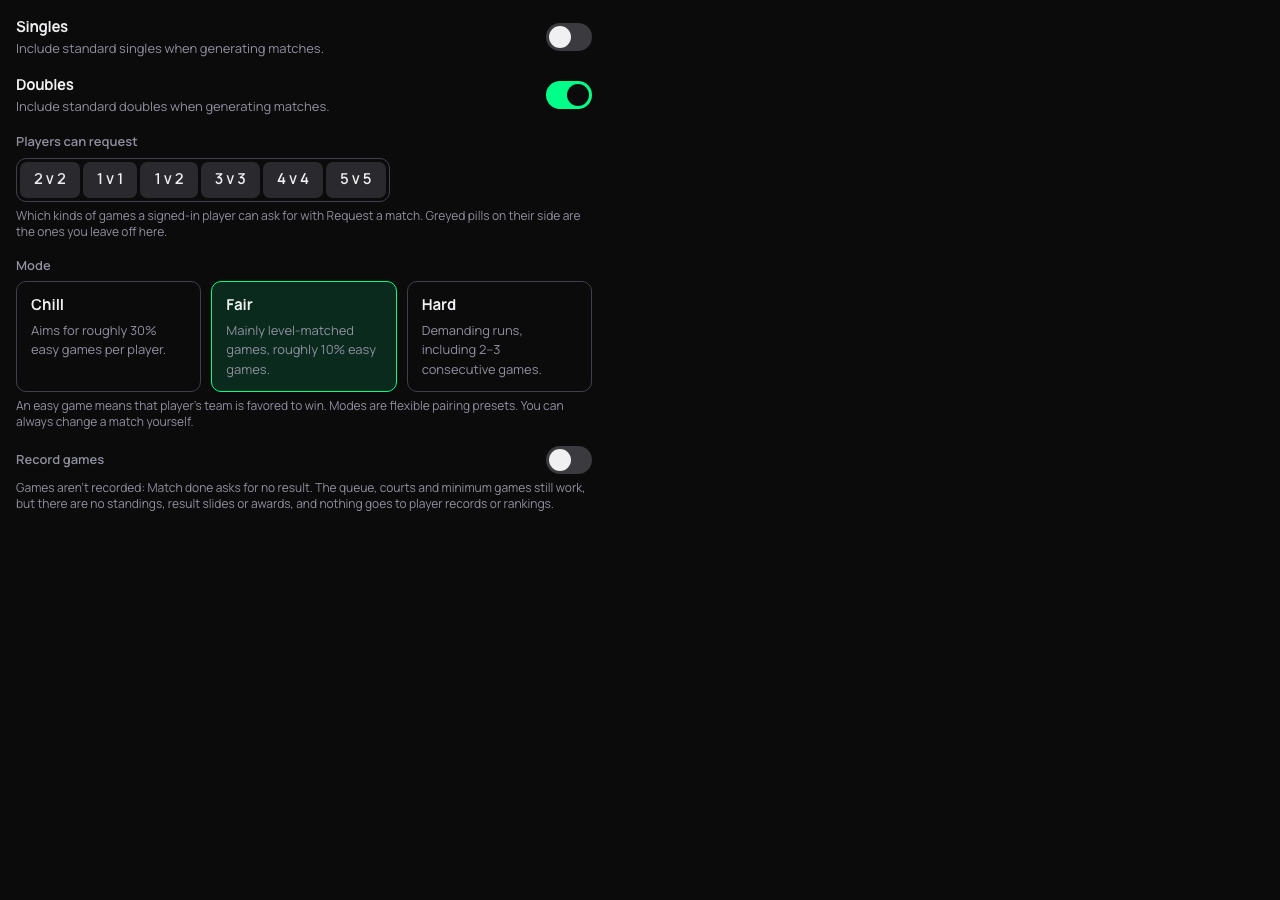 Singles
Include standard singles when generating matches.
Doubles
Include standard doubles when generating matches.
Players can request
2 v 2
1 v 1
1 v 2
3 v 3
4 v 4
5 v 5
Which kinds of games a signed-in player can ask for with Request a match. Greyed pills on their side are
the ones you leave off here.
Mode
Chill
Aims for roughly 30%
easy games per player.
Fair
Mainly level-matched
games, roughly 10% easy
games.
Hard
Demanding runs,
including 2–3
consecutive games.
An easy game means that player's team is favored to win. Modes are flexible pairing presets. You can
always change a match yourself.
Record games
Games aren't recorded: Match done asks for no result. The queue, courts and minimum games still work,
but there are no standings, result slides or awards, and nothing goes to player records or rankings.